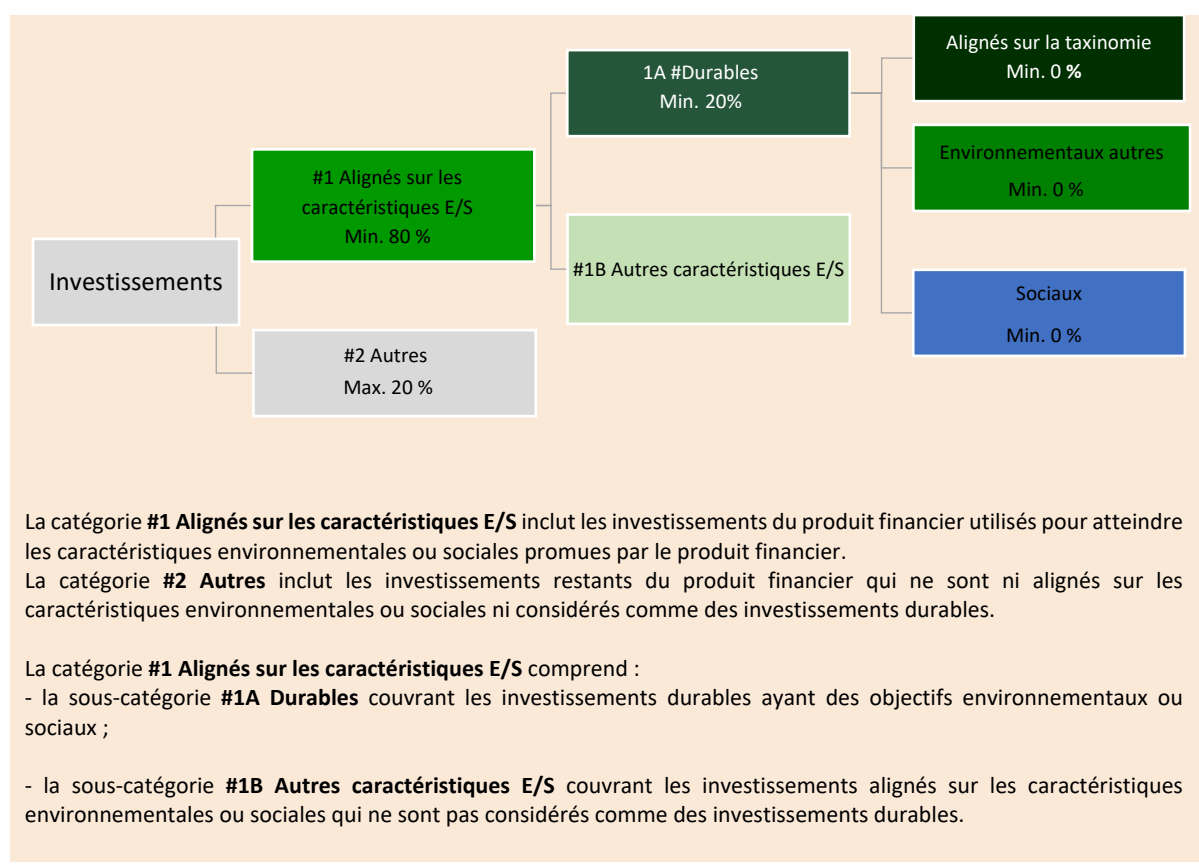 Investissements
#1 Alignés sur les
caractéristiques E/S
Min. 80 %
#2 Autres
Max. 20 %
1A #Durables
Min. 20%
#1B Autres caractéristiques E/S
Alignés sur la taxinomie
Min. 0 %
Environnementaux autres
Min. 0 %
Sociaux
Min. 0 %
La catégorie #1 Alignés sur les caractéristiques E/S inclut les investissements du produit financier utilisés pour atteindre
les caractéristiques environnementales ou sociales promues par le produit financier.
La catégorie #2 Autres inclut les investissements restants du produit financier qui ne sont ni alignés sur les
caractéristiques environnementales ou sociales ni considérés comme des investissements durables.
La catégorie #1 Alignés sur les caractéristiques E/S comprend :
- la sous-catégorie #1A Durables couvrant les investissements durables ayant des objectifs environnementaux ou
sociaux ;
- la sous-catégorie #1B Autres caractéristiques E/S couvrant les investissements alignés sur les caractéristiques
environnementales ou sociales qui ne sont pas considérés comme des investissements durables.